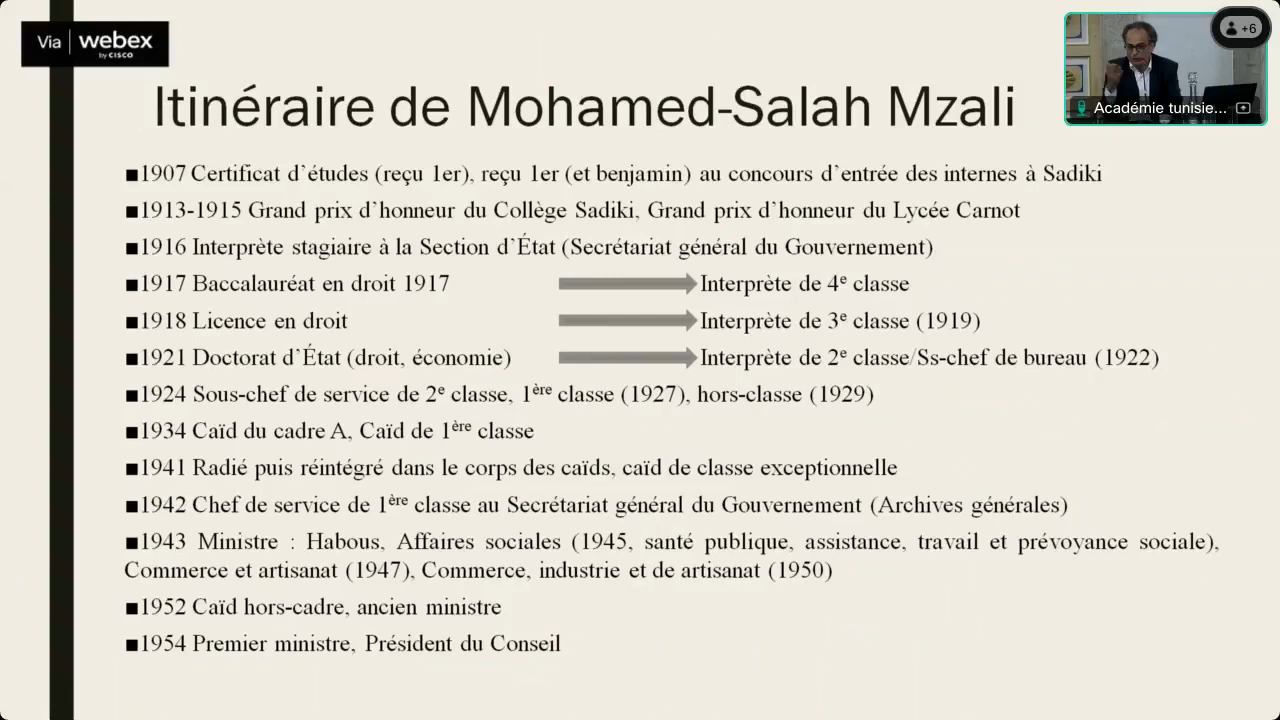 Via webex
by CISCO
+6
Académie tunisie...
Itinéraire de Mohamed-Salah Mzali
■1907 Certificat d’études (reçu 1er), reçu 1er (et benjamin) au concours d’entrée des internes à Sadiki
■1913-1915 Grand prix d’honneur du Collège Sadiki, Grand prix d’honneur du Lycée Carnot
■1916 Interprète stagiaire à la Section d’État (Secrétariat général du Gouvernement)
■1917 Baccalauréat en droit 1917 Interprète de 4e classe
■1918 Licence en droit Interprète de 3e classe (1919)
■1921 Doctorat d’État (droit, économie) Interprète de 2e classe/Ss-chef de bureau (1922)
■1924 Sous-chef de service de 2e classe, 1ère classe (1927), hors-classe (1929)
■1934 Caïd du cadre A, Caïd de 1ère classe
■1941 Radié puis réintégré dans le corps des caïds, caïd de classe exceptionnelle
■1942 Chef de service de 1ère classe au Secrétariat général du Gouvernement (Archives générales)
■1943 Ministre : Habous, Affaires sociales (1945, santé publique, assistance, travail et prévoyance sociale),
Commerce et artisanat (1947), Commerce, industrie et de artisanat (1950)
■1952 Caïd hors-cadre, ancien ministre
■1954 Premier ministre, Président du Conseil